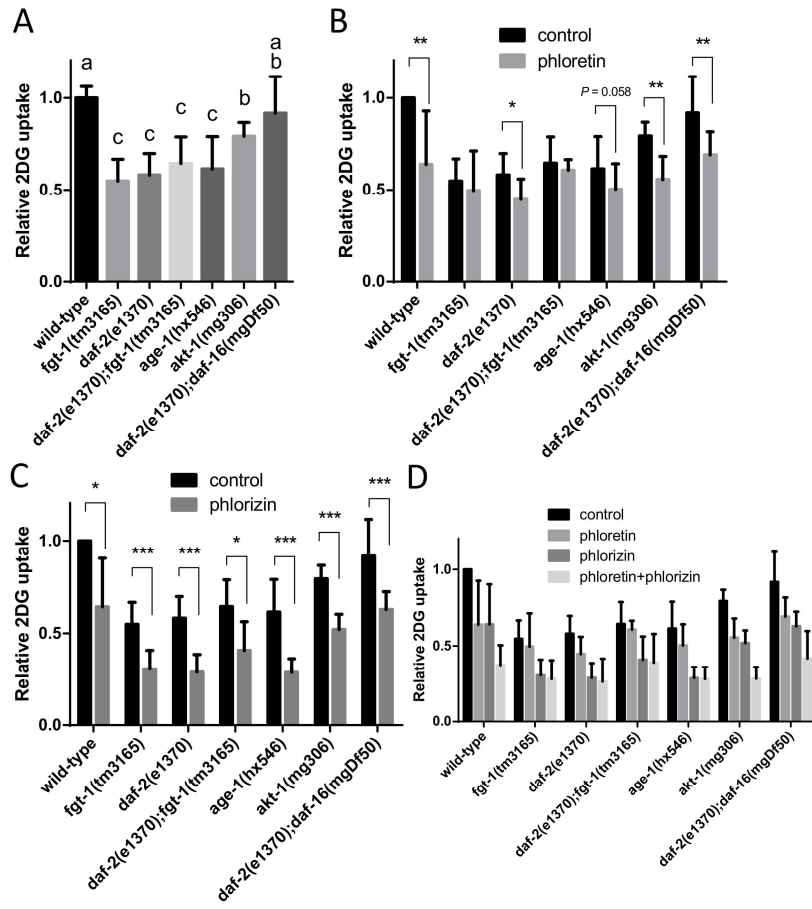 A
Relative 2DG uptake
1.0
0.5
0.0
a
c
c
c
c
b
a
b
wild-type
fgt-1(tm3165)
daf-2(e1370)
daf-2(e1370);fgt-1(tm3165)
age-1(hx546)
akt-1(mg306)
daf-2(e1370);daf-16(mgDf50)
B
control
phloretin
Relative 2DG uptake
1.0
0.5
0.0
**
*
P = 0.058
**
**
wild-type
fgt-1(tm3165)
daf-2(e1370)
daf-2(e1370);fgt-1(tm3165)
age-1(hx546)
akt-1(mg306)
daf-2(e1370);daf-16(mgDf50)
C
control
phlorizin
Relative 2DG uptake
1.0
0.5
0.0
*
***
***
*
***
***
***
wild-type
fgt-1(tm3165)
daf-2(e1370)
daf-2(e1370);fgt-1(tm3165)
age-1(hx546)
akt-1(mg306)
daf-2(e1370);daf-16(mgDf50)
D
control
phloretin
phlorizin
phloretin+phlorizin
Relative 2DG uptake
1.0
0.5
0.0
wild-type
fgt-1(tm3165)
daf-2(e1370)
daf-2(e1370);fgt-1(tm3165)
age-1(hx546)
akt-1(mg306)
daf-2(e1370);daf-16(mgDf50)